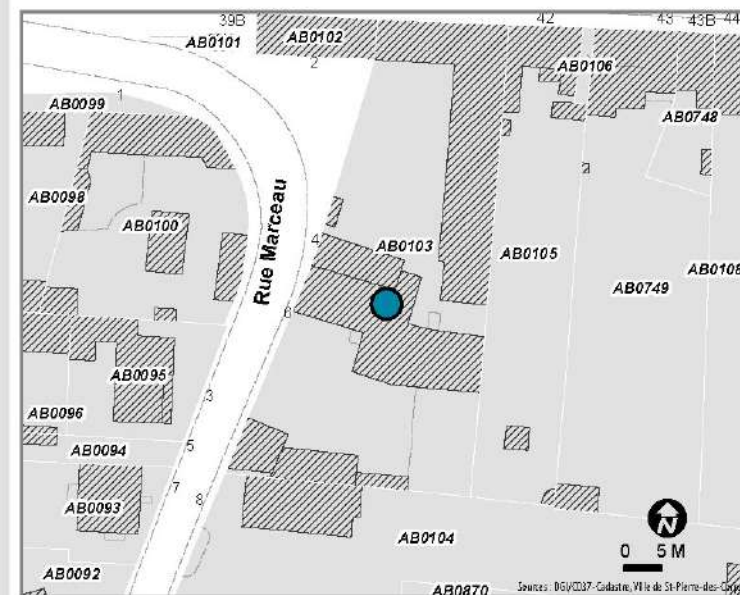 39B
42
43
43B
44
AB0101
AB0102
2
AB0106
1
AB0099
AB0748
AB0098
AB0100
Rue Marceau
4
AB0103
AB0105
AB0108
AB0749
6
AB0095
3
AB0096
5
AB0094
7
8
AB0093
N
0 5 M
AB0104
AB0092
AB0870
Sources : DGI/CD37-Cadastre, Ville de St-Pierre-des-Corps